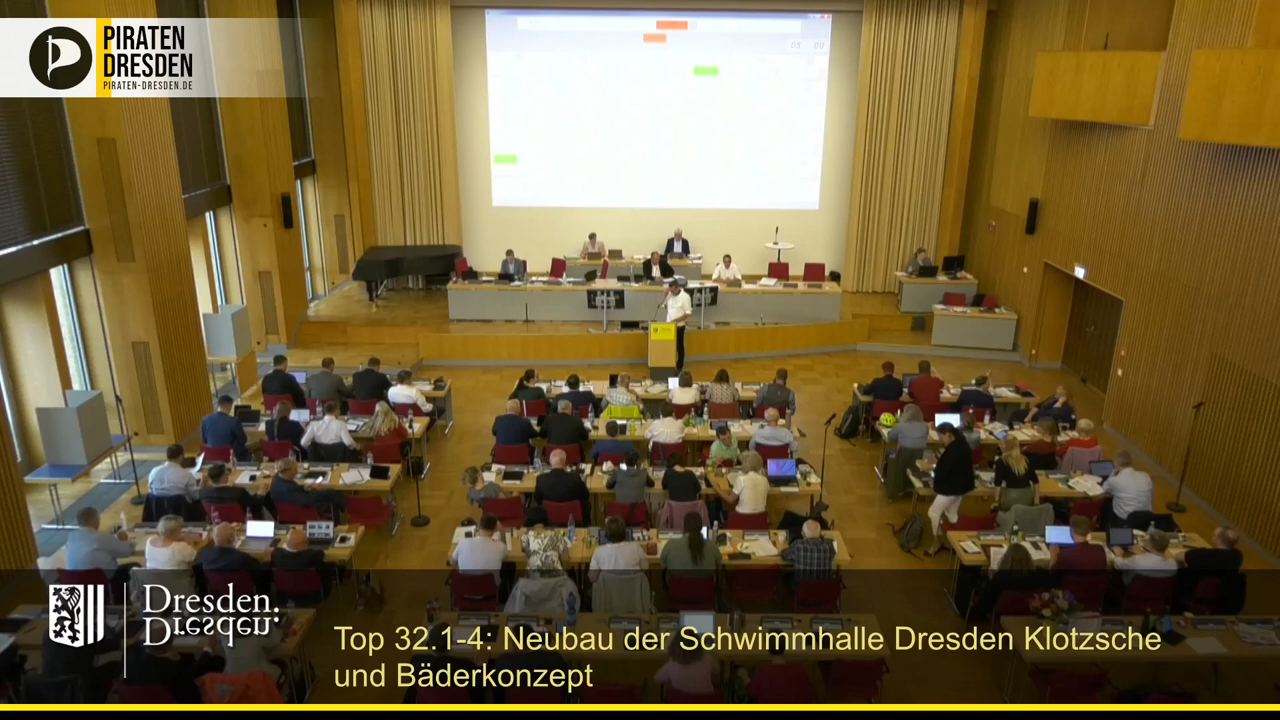 PIRATEN
DRESDEN
PIRATEN-DRESDEN.DE
Dresden.
Dresden.
Top 32.1-4: Neubau der Schwimmhalle Dresden Klotzsche
und Bäderkonzept